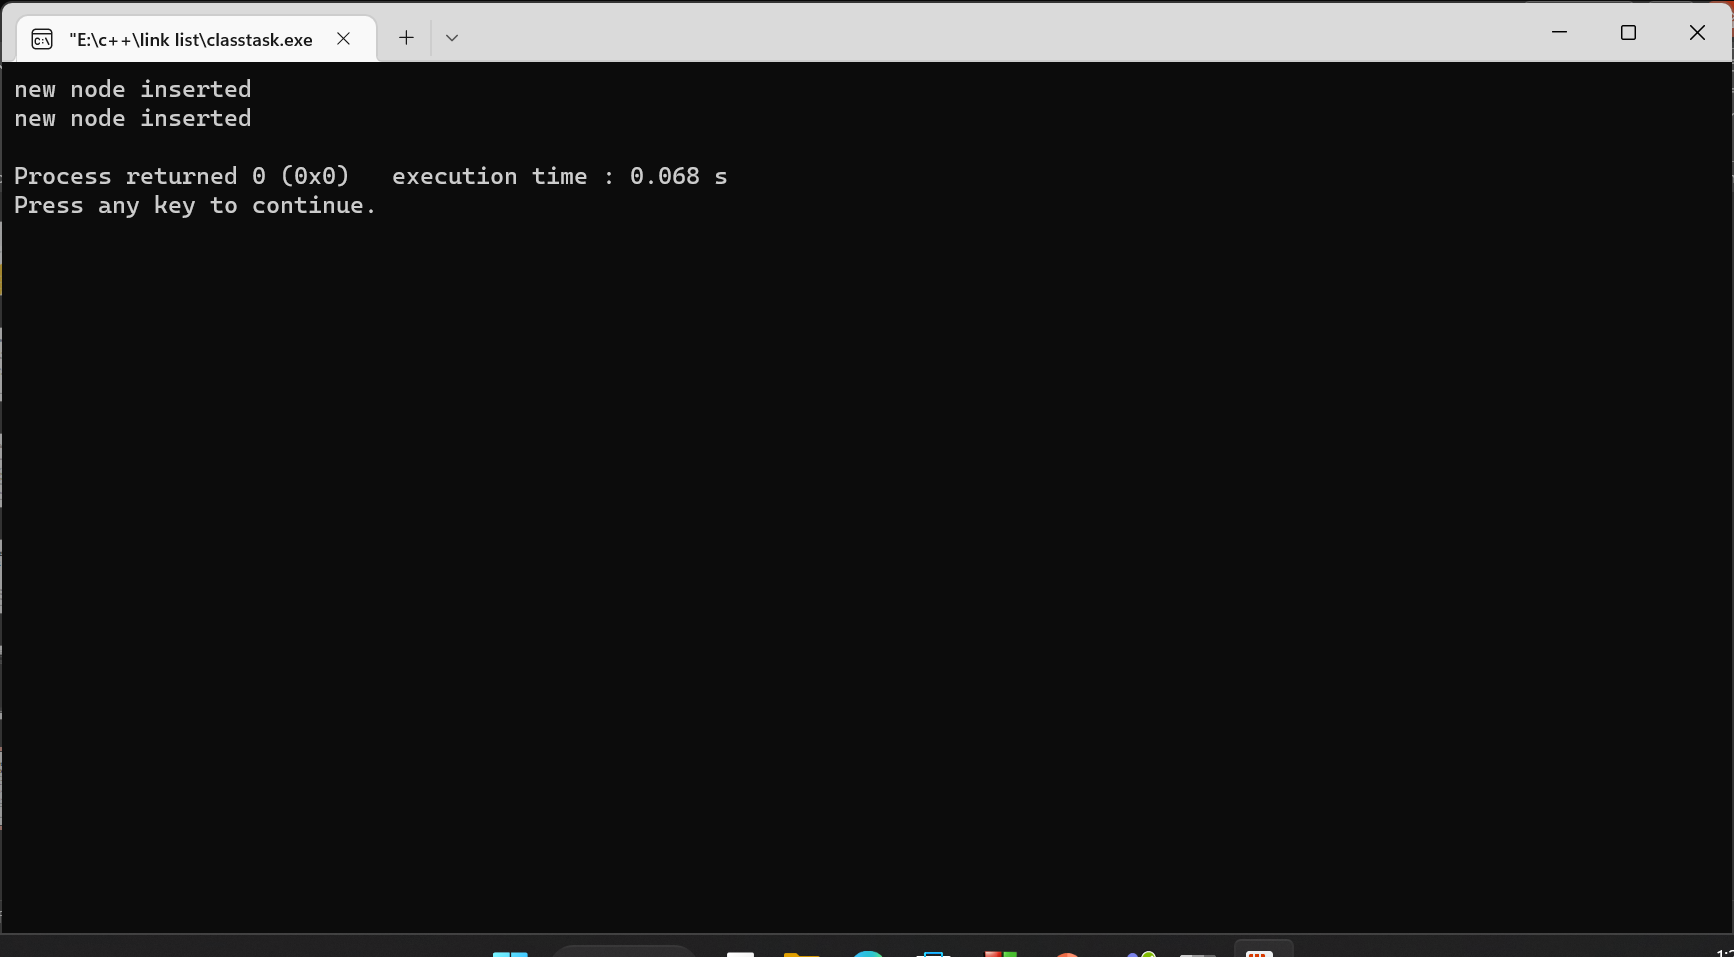 "E:\c++\link list\classtask.exe
new node inserted
new node inserted
Process returned 0 (0x0)   execution time : 0.068 s
Press any key to continue.